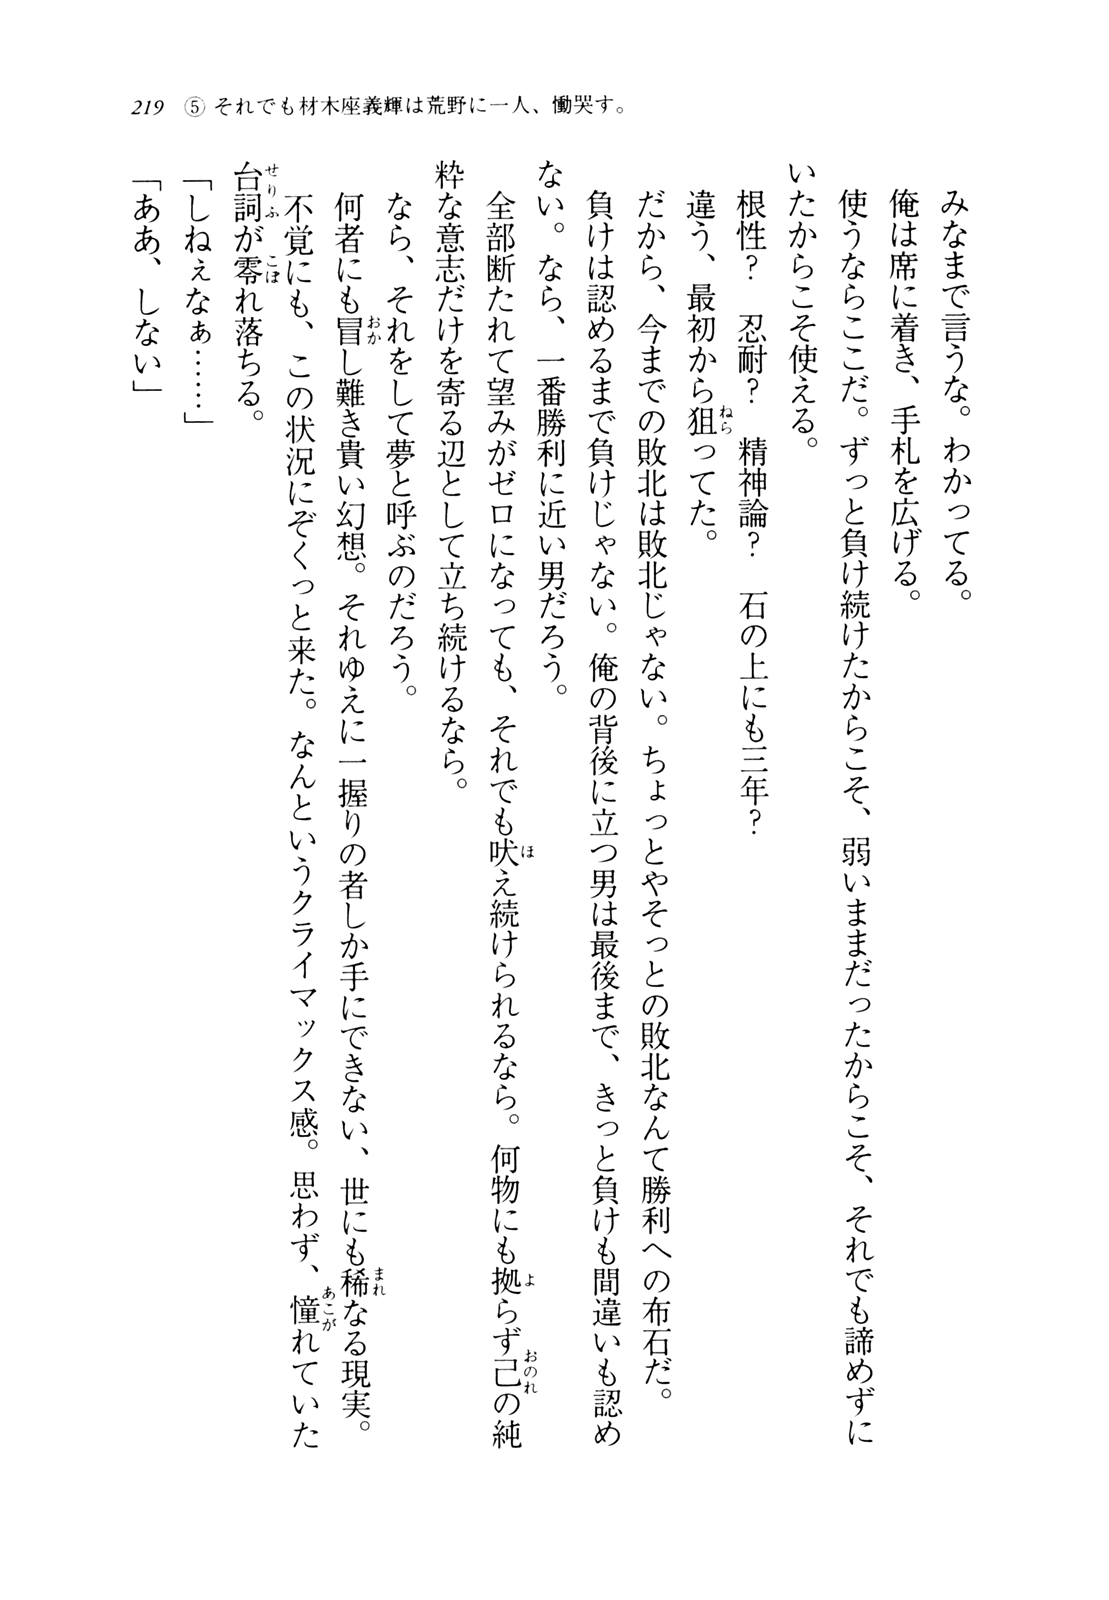 219 ⑤ それでも材木座義輝は荒野に一人、慟哭す。
みなまで言うな。わかってる。
俺は席に着き、手札を広げる。
使うならここだ。ずっと負け続けたからこそ、弱いままだったからこそ、それでも諦めずに
いたからこそ使える。
根性？　忍耐？　精神論？　石の上にも三年？
違う、最初から狙ってた。
だから、今までの敗北は敗北じゃない。ちょっとやそっとの敗北なんて勝利への布石だ。
負けは認めるまで負けじゃない。俺の背後に立つ男は最後まで、きっと負けも間違いも認め
ない。なら、一番勝利に近い男だろう。
全部断たれて望みがゼロになっても、それでも吠え続けられるなら。何物にも拠らず己の純
粋な意志だけを寄る辺として立ち続けるなら。
なら、それをして夢と呼ぶのだろう。
何者にも冒し難き貴い幻想。それゆえに一握りの者しか手にできない、世にも稀なる現実。
不覚にも、この状況にぞくっと来た。なんというクライマックス感。思わず、憧れていた
台詞が零れ落ちる。
「しねぇなぁ……」
「ああ、しない」